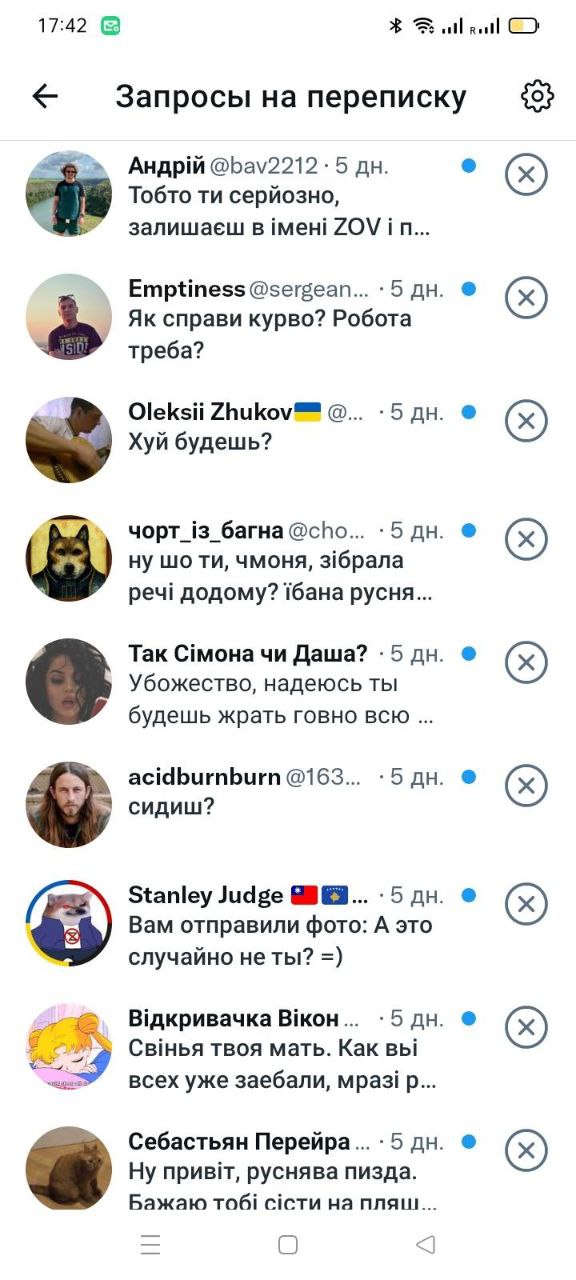 17:42
Запросы на переписку
Андрій @bav2212 · 5 дн.
Тобто ти серйозно,
залишаєш в імені ZOV і п...
Emptiness @sergean... · 5 дн.
Як справи курво? Робота
треба?
Oleksii Zhukov🇺🇦 @... · 5 дн.
Хуй будешь?
чорт_із_багна @cho... · 5 дн.
ну шо ти, чмоня, зібрала
речі додому? їбана русня...
Так Сімона чи Даша? · 5 дн.
Убожество, надеюсь ты
будешь жрать говно всю ...
acidburnburn @163... · 5 дн.
сидиш?
Stanley Judge 🇹🇼 🇽🇰 ... · 5 дн.
Вам отправили фото: А это
случайно не ты? =)
Відкривачка Вікон ... · 5 дн.
Свінья твоя мать. Как вьі
всех уже заебали, мразі р...
Себастьян Перейра ... · 5 дн.
Ну привіт, руснява пизда.
Бажаю тобі сісти на пляш...